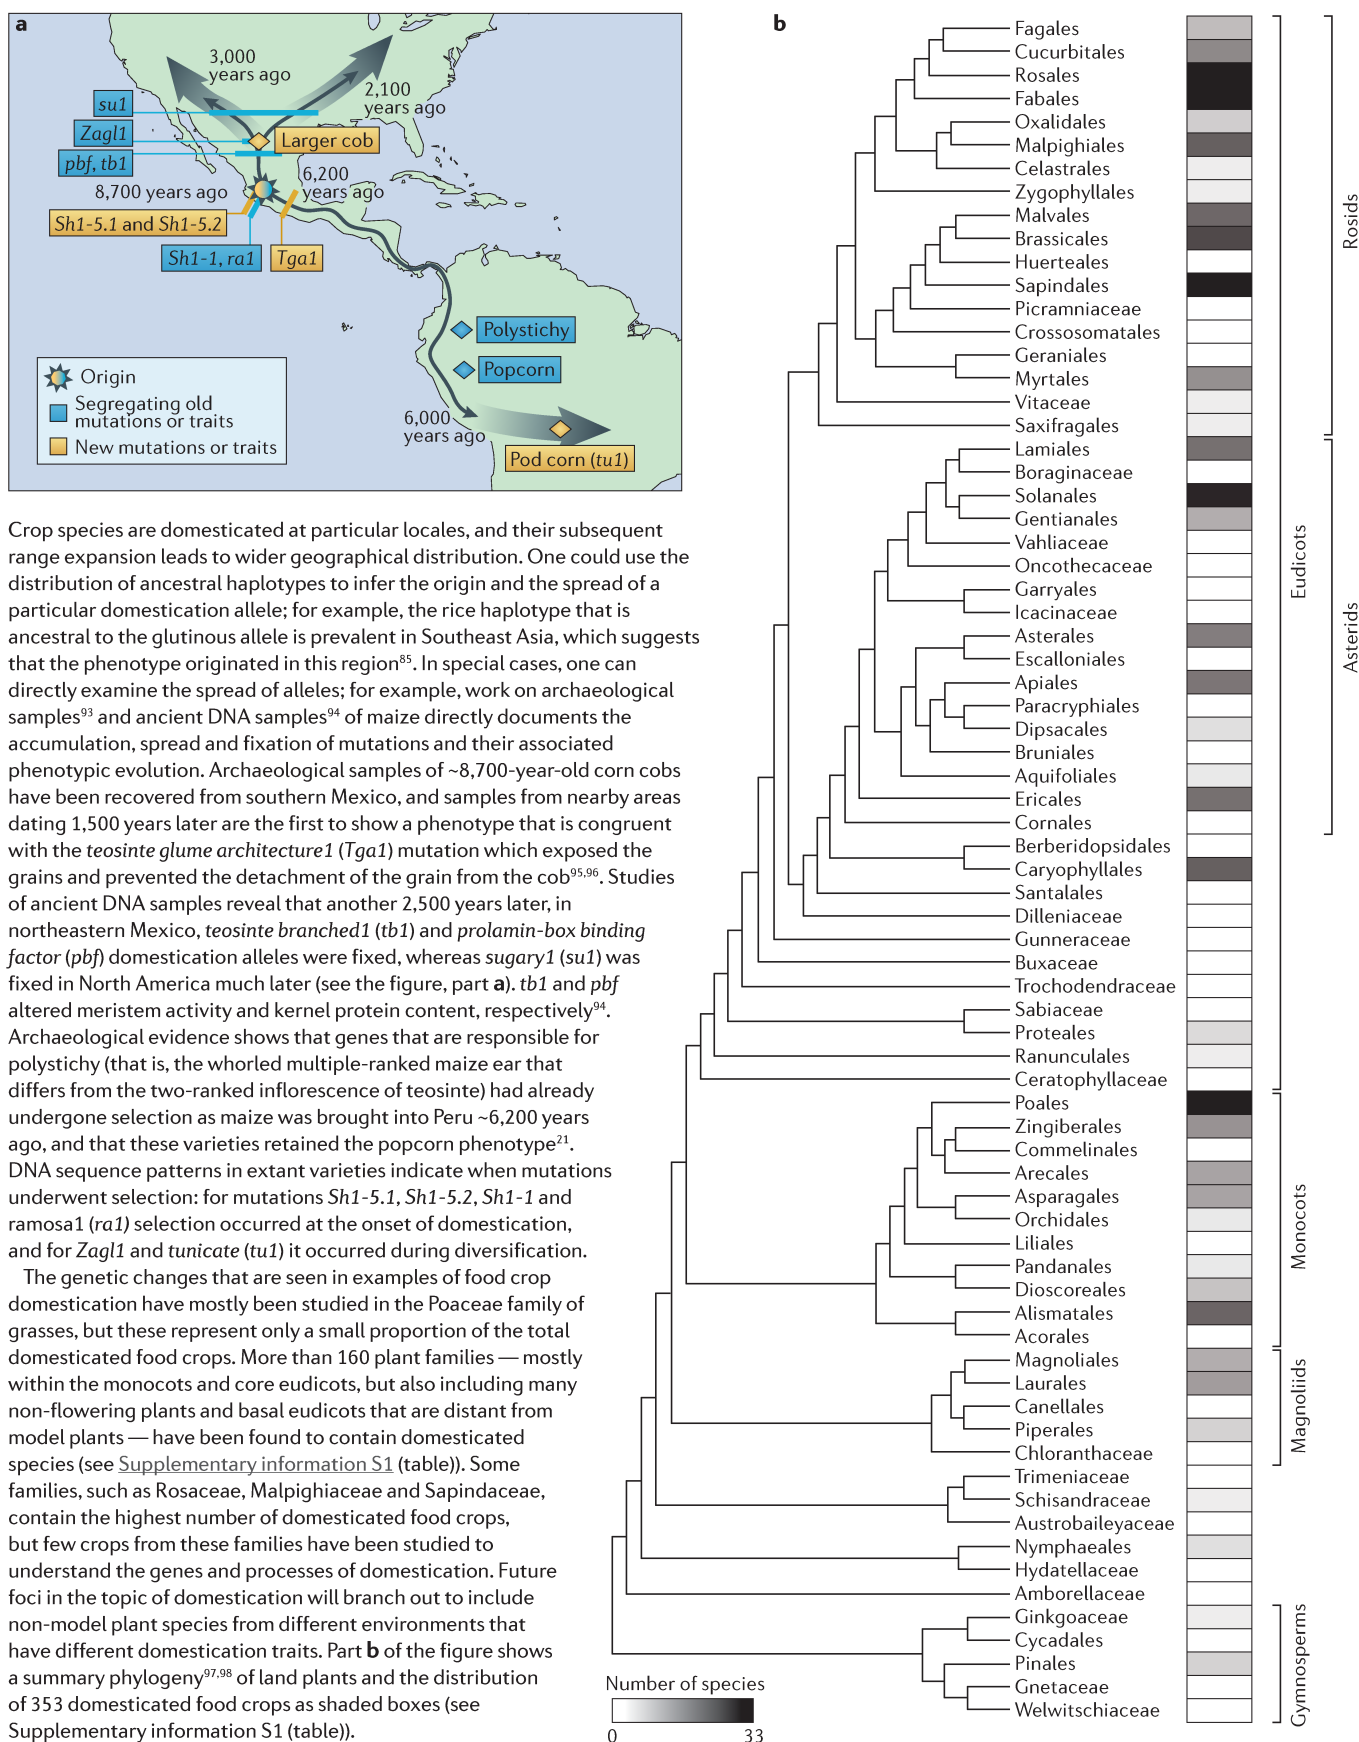 a
3,000
years ago
2,100
years ago
su1
Zagl1
Larger cob
pbf, tb1
8,700 years ago
6,200
years ago
Sh1-5.1 and Sh1-5.2
Sh1-1, ra1
Tga1
Polystichy
Popcorn
Origin
Segregating old
mutations or traits
New mutations or traits
6,000
years ago
Pod corn (tu1)
Crop species are domesticated at particular locales, and their subsequent
range expansion leads to wider geographical distribution. One could use the
distribution of ancestral haplotypes to infer the origin and the spread of a
particular domestication allele; for example, the rice haplotype that is
ancestral to the glutinous allele is prevalent in Southeast Asia, which suggests
that the phenotype originated in this region85. In special cases, one can
directly examine the spread of alleles; for example, work on archaeological
samples93 and ancient DNA samples94 of maize directly documents the
accumulation, spread and fixation of mutations and their associated
phenotypic evolution. Archaeological samples of ~8,700-year-old corn cobs
have been recovered from southern Mexico, and samples from nearby areas
dating 1,500 years later are the first to show a phenotype that is congruent
with the teosinte glume architecture1 (Tga1) mutation which exposed the
grains and prevented the detachment of the grain from the cob95,96. Studies
of ancient DNA samples reveal that another 2,500 years later, in
northeastern Mexico, teosinte branched1 (tb1) and prolamin-box binding
factor (pbf) domestication alleles were fixed, whereas sugary1 (su1) was
fixed in North America much later (see the figure, part a). tb1 and pbf
altered meristem activity and kernel protein content, respectively94.
Archaeological evidence shows that genes that are responsible for
polystichy (that is, the whorled multiple-ranked maize ear that
differs from the two-ranked inflorescence of teosinte) had already
undergone selection as maize was brought into Peru ~6,200 years
ago, and that these varieties retained the popcorn phenotype21.
DNA sequence patterns in extant varieties indicate when mutations
underwent selection: for mutations Sh1-5.1, Sh1-5.2, Sh1-1 and
ramosa1 (ra1) selection occurred at the onset of domestication,
and for Zagl1 and tunicate (tu1) it occurred during diversification.
The genetic changes that are seen in examples of food crop
domestication have mostly been studied in the Poaceae family of
grasses, but these represent only a small proportion of the total
domesticated food crops. More than 160 plant families — mostly
within the monocots and core eudicots, but also including many
non-flowering plants and basal eudicots that are distant from
model plants — have been found to contain domesticated
species (see Supplementary information S1 (table)). Some
families, such as Rosaceae, Malpighiaceae and Sapindaceae,
contain the highest number of domesticated food crops,
but few crops from these families have been studied to
understand the genes and processes of domestication. Future
foci in the topic of domestication will branch out to include
non-model plant species from different environments that
have different domestication traits. Part b of the figure shows
a summary phylogeny97,98 of land plants and the distribution
of 353 domesticated food crops as shaded boxes (see
Supplementary information S1 (table)).
b
Fagales
Cucurbitales
Rosales
Fabales
Oxalidales
Malpighiales
Celastrales
Zygophyllales
Malvales
Brassicales
Huerteales
Sapindales
Picramniaceae
Crossosomatales
Geraniales
Myrtales
Vitaceae
Saxifragales
Lamiales
Boraginaceae
Solanales
Gentianales
Vahliaceae
Oncothecaceae
Garryales
Icacinaceae
Asterales
Escalloniales
Apiales
Paracryphiales
Dipsacales
Bruniales
Aquifoliales
Ericales
Cornales
Berberidopsidales
Caryophyllales
Santalales
Dilleniaceae
Gunneraceae
Buxaceae
Trochodendraceae
Sabiaceae
Proteales
Ranunculales
Ceratophyllaceae
Poales
Zingiberales
Commelinales
Arecales
Asparagales
Orchidales
Liliales
Pandanales
Dioscoreales
Alismatales
Acorales
Magnoliales
Laurales
Canellales
Piperales
Chloranthaceae
Trimeniaceae
Schisandraceae
Austrobaileyaceae
Nymphaeales
Hydatellaceae
Amborellaceae
Ginkgoaceae
Cycadales
Pinales
Gnetaceae
Welwitschiaceae
Rosids
Eudicots
Asterids
Monocots
Magnoliids
Gymnosperms
Number of species
0 33